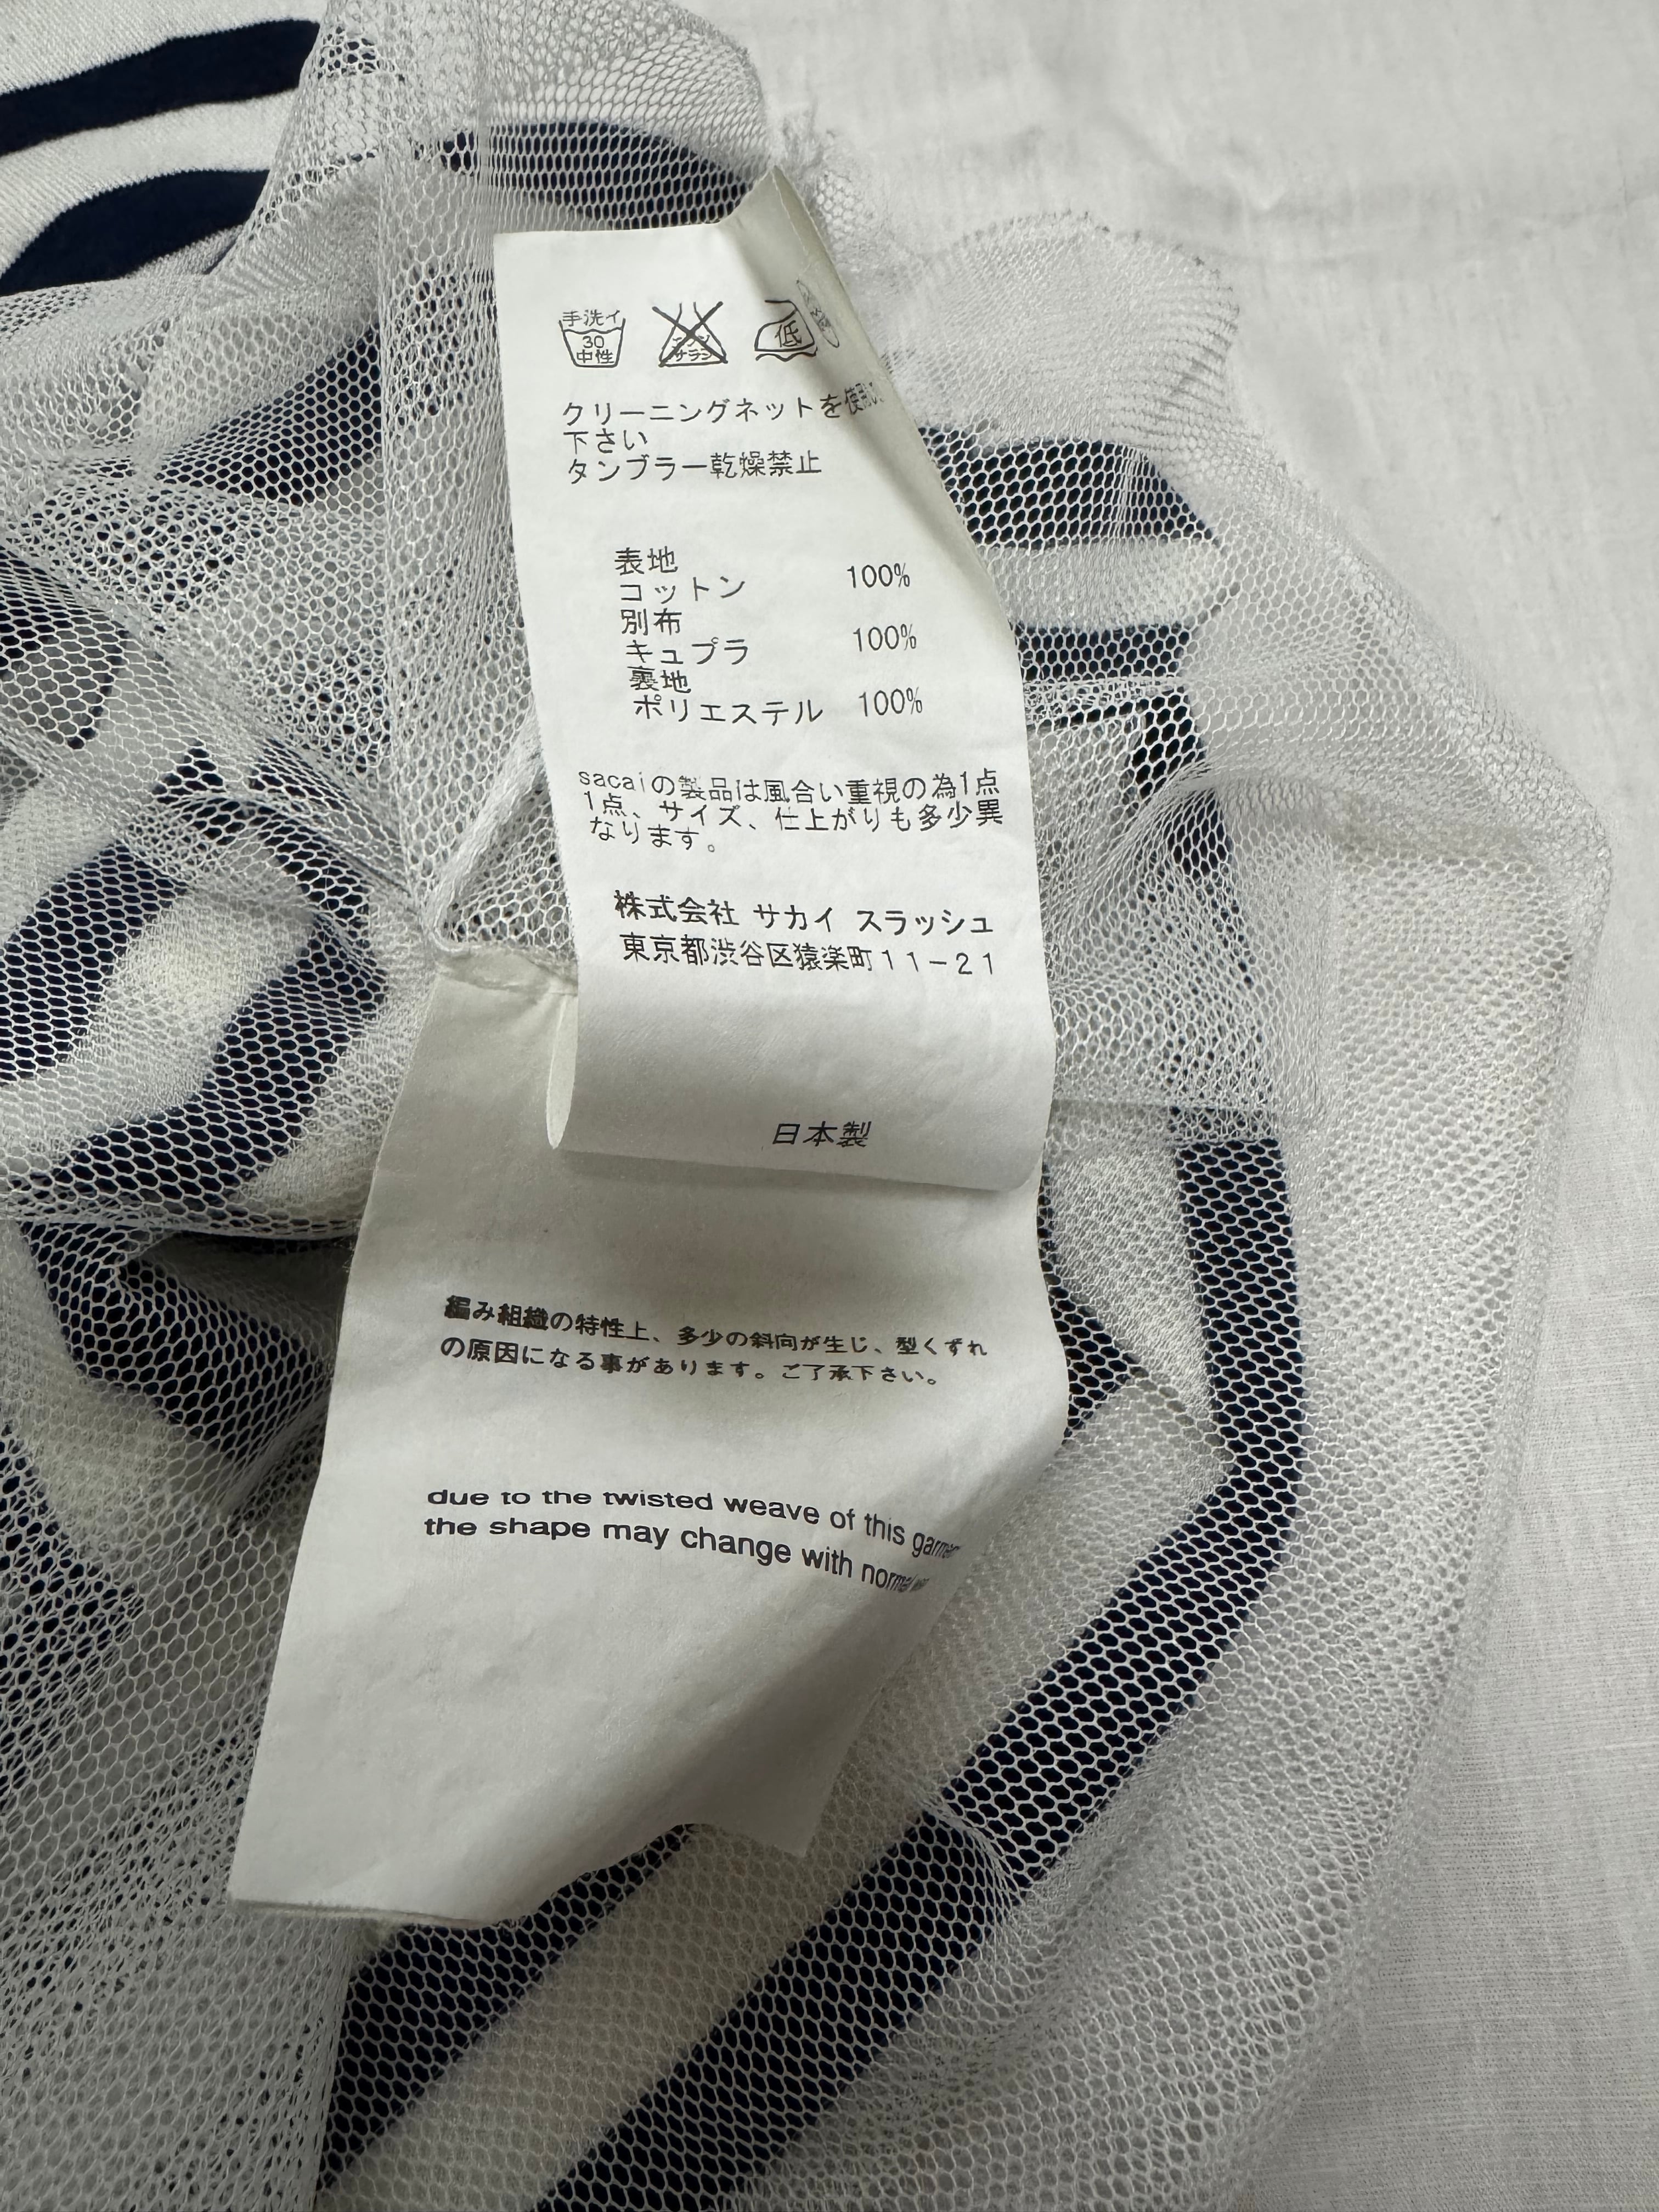 手洗イ
30
中性
エンソ
サラシ
低
クリーニングネットを使用し
下さい
タンブラー乾燥禁止
表地
コットン 100%
別布
キュプラ 100%
裏地
ポリエステル 100%
sacaiの製品は風合い重視の為1点
1点、サイズ、仕上がりも多少異
なります。
株式会社 サカイ スラッシュ
東京都渋谷区猿楽町11-21
日本製
編み組織の特性上、多少の斜向が生じ、型くずれ
の原因になる事があります。ご了承下さい。
due to the twisted weave of this
the shape may change with normal